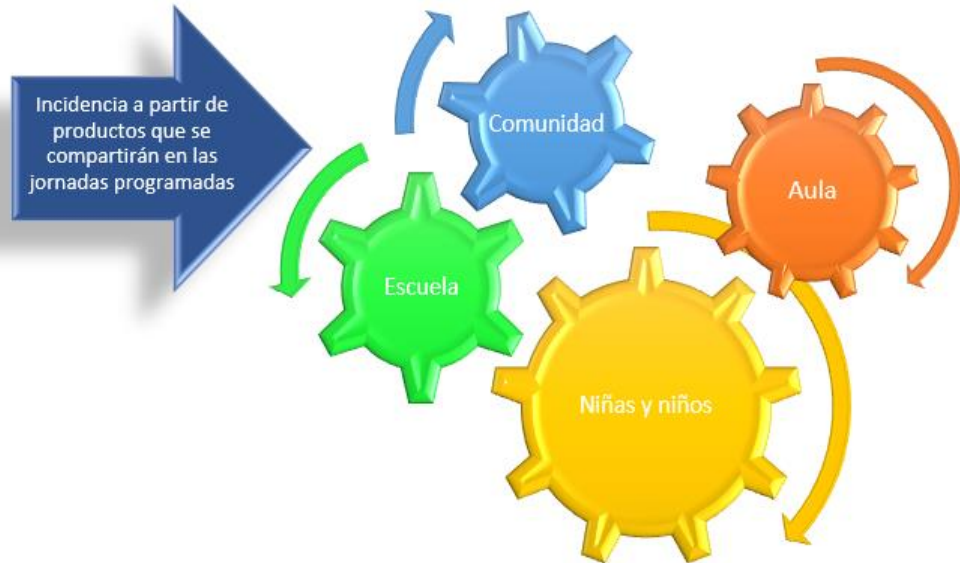 Incidencia a partir de
productos que se
compartirán en las
jornadas programadas
Comunidad
Aula
Escuela
Niñas y niños